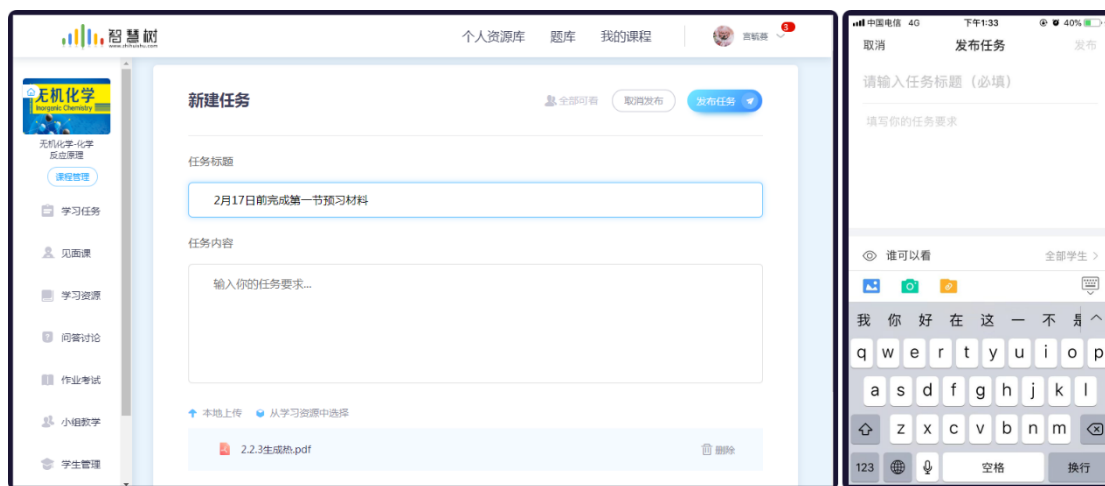 智慧树
www.zhihuishu.com
个人资源库 题库 我的课程
3
无机化学
Inorganic Chemistry
无机化学-化学
反应原理
课程管理
学习任务
见面课
学习资源
问答讨论
作业考试
小组教学
学生管理
新建任务
全部可看 取消发布 发布任务
任务标题
2月17日前完成第一节预习材料
任务内容
输入你的任务要求...
本地上传 从学习资源中选择
2.2.3生成热.pdf 删除
中国电信 4G 下午1:33 40%
取消 发布任务 发布
请输入任务标题（必填）
填写你的任务要求
谁可以看 全部学生
我 你 好 在 这 一 不 是
q w e r t y u i o p
a s d f g h j k l
z x c v b n m
123 空格 换行